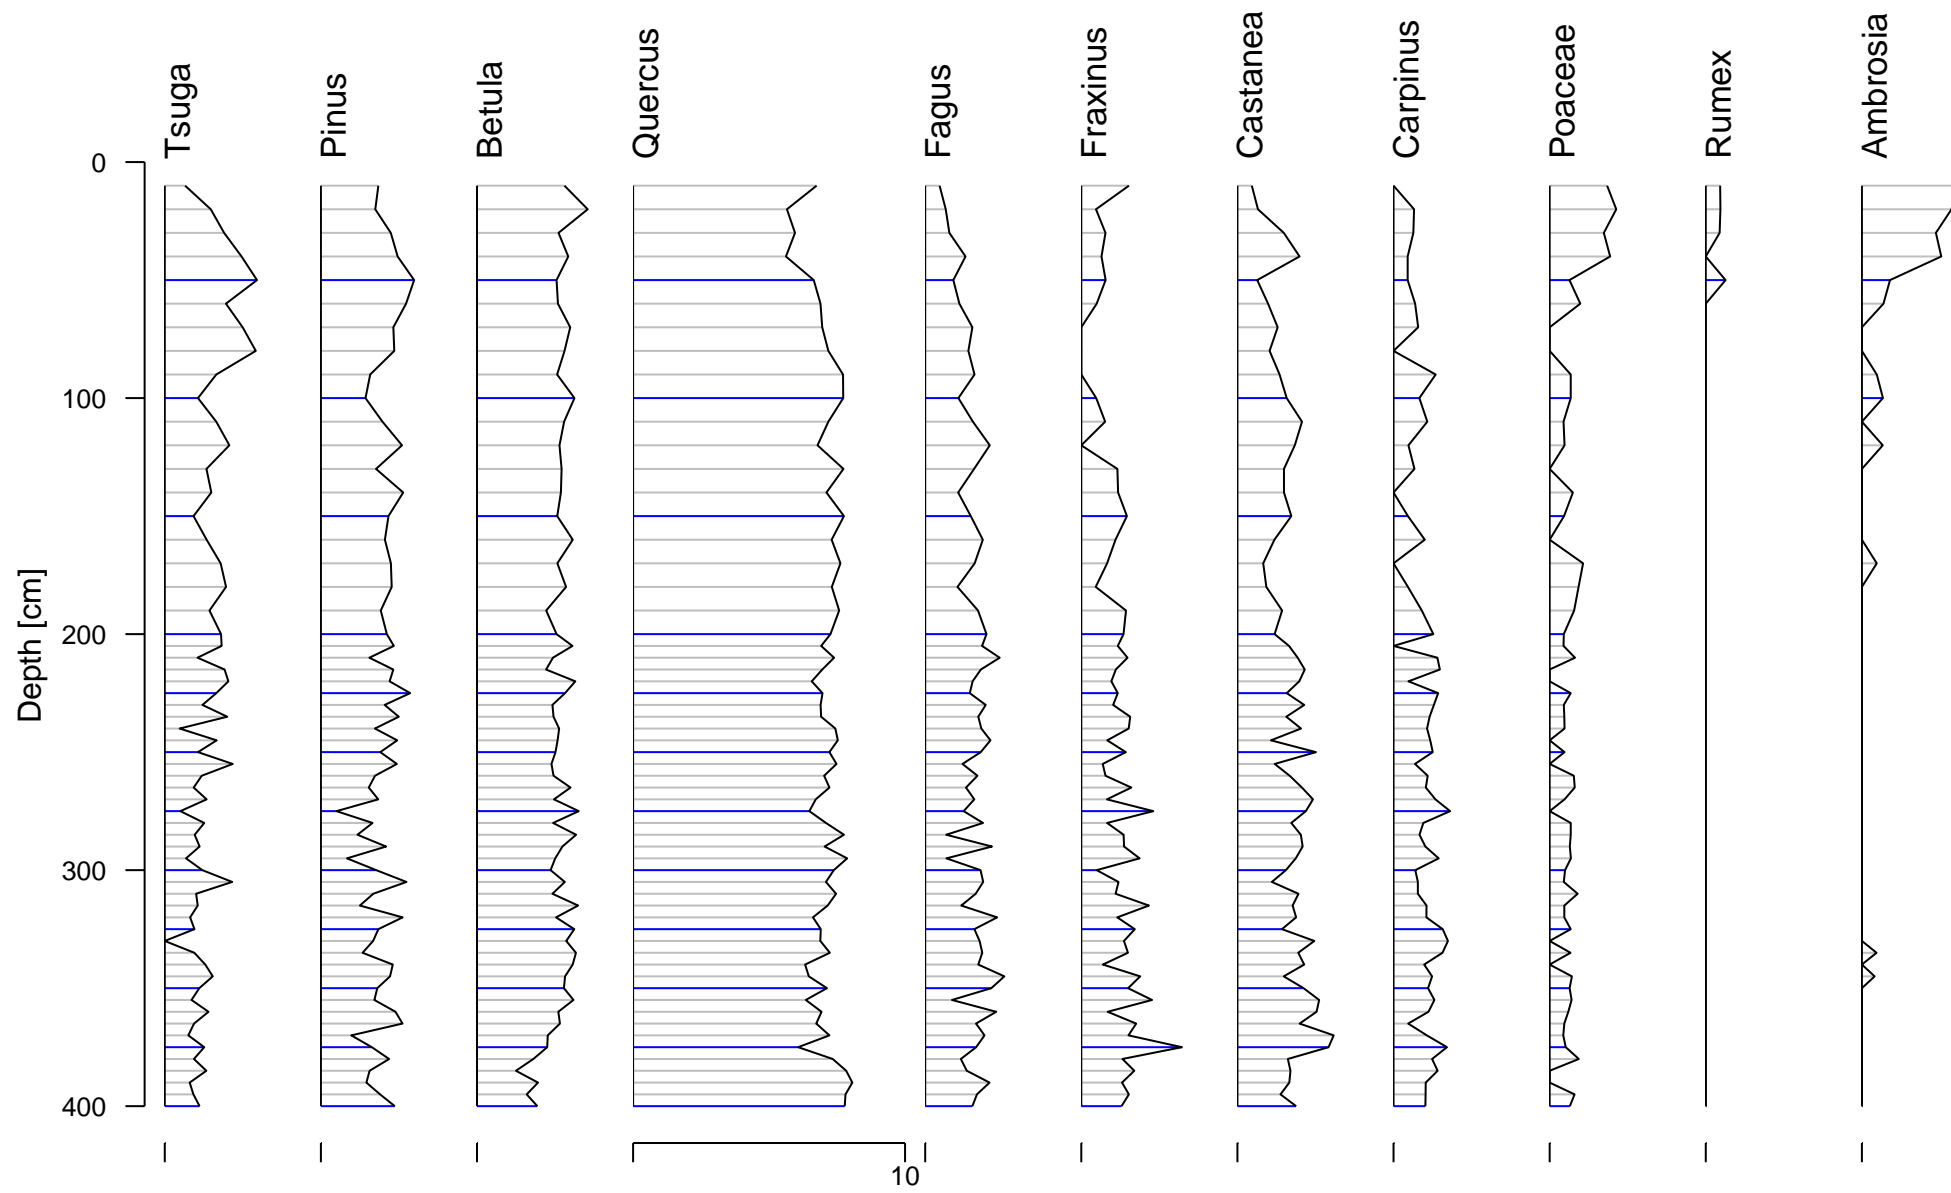 Tsuga
Pinus
Betula
Quercus
Fagus
Fraxinus
Castanea
Carpinus
Poaceae
Rumex
Ambrosia
0
100
200
300
400
Depth [cm]
10